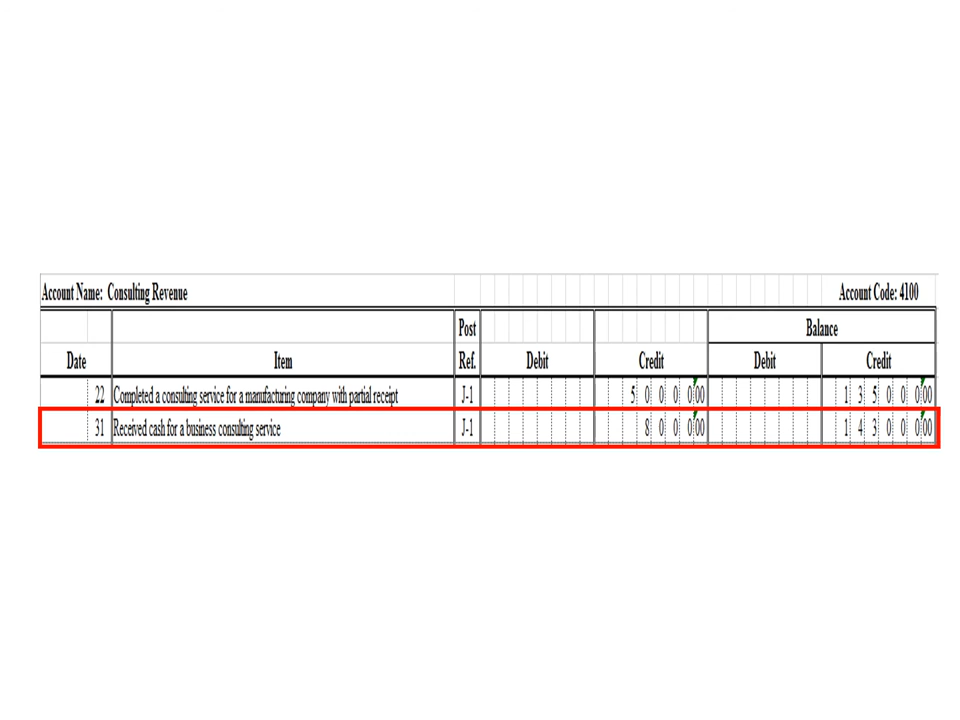 Account Name: Consulting Revenue Account Code: 4100
Post Balance
Date Item Ref. Debit Credit Debit Credit
22 Completed a consulting service for a manufacturing company with partial receipt J-1 5 0 0 0 0 00 1 3 5 0 0 0 00
31 Received cash for a business consulting service J-1 8 0 0 0 00 1 4 3 0 0 0 00